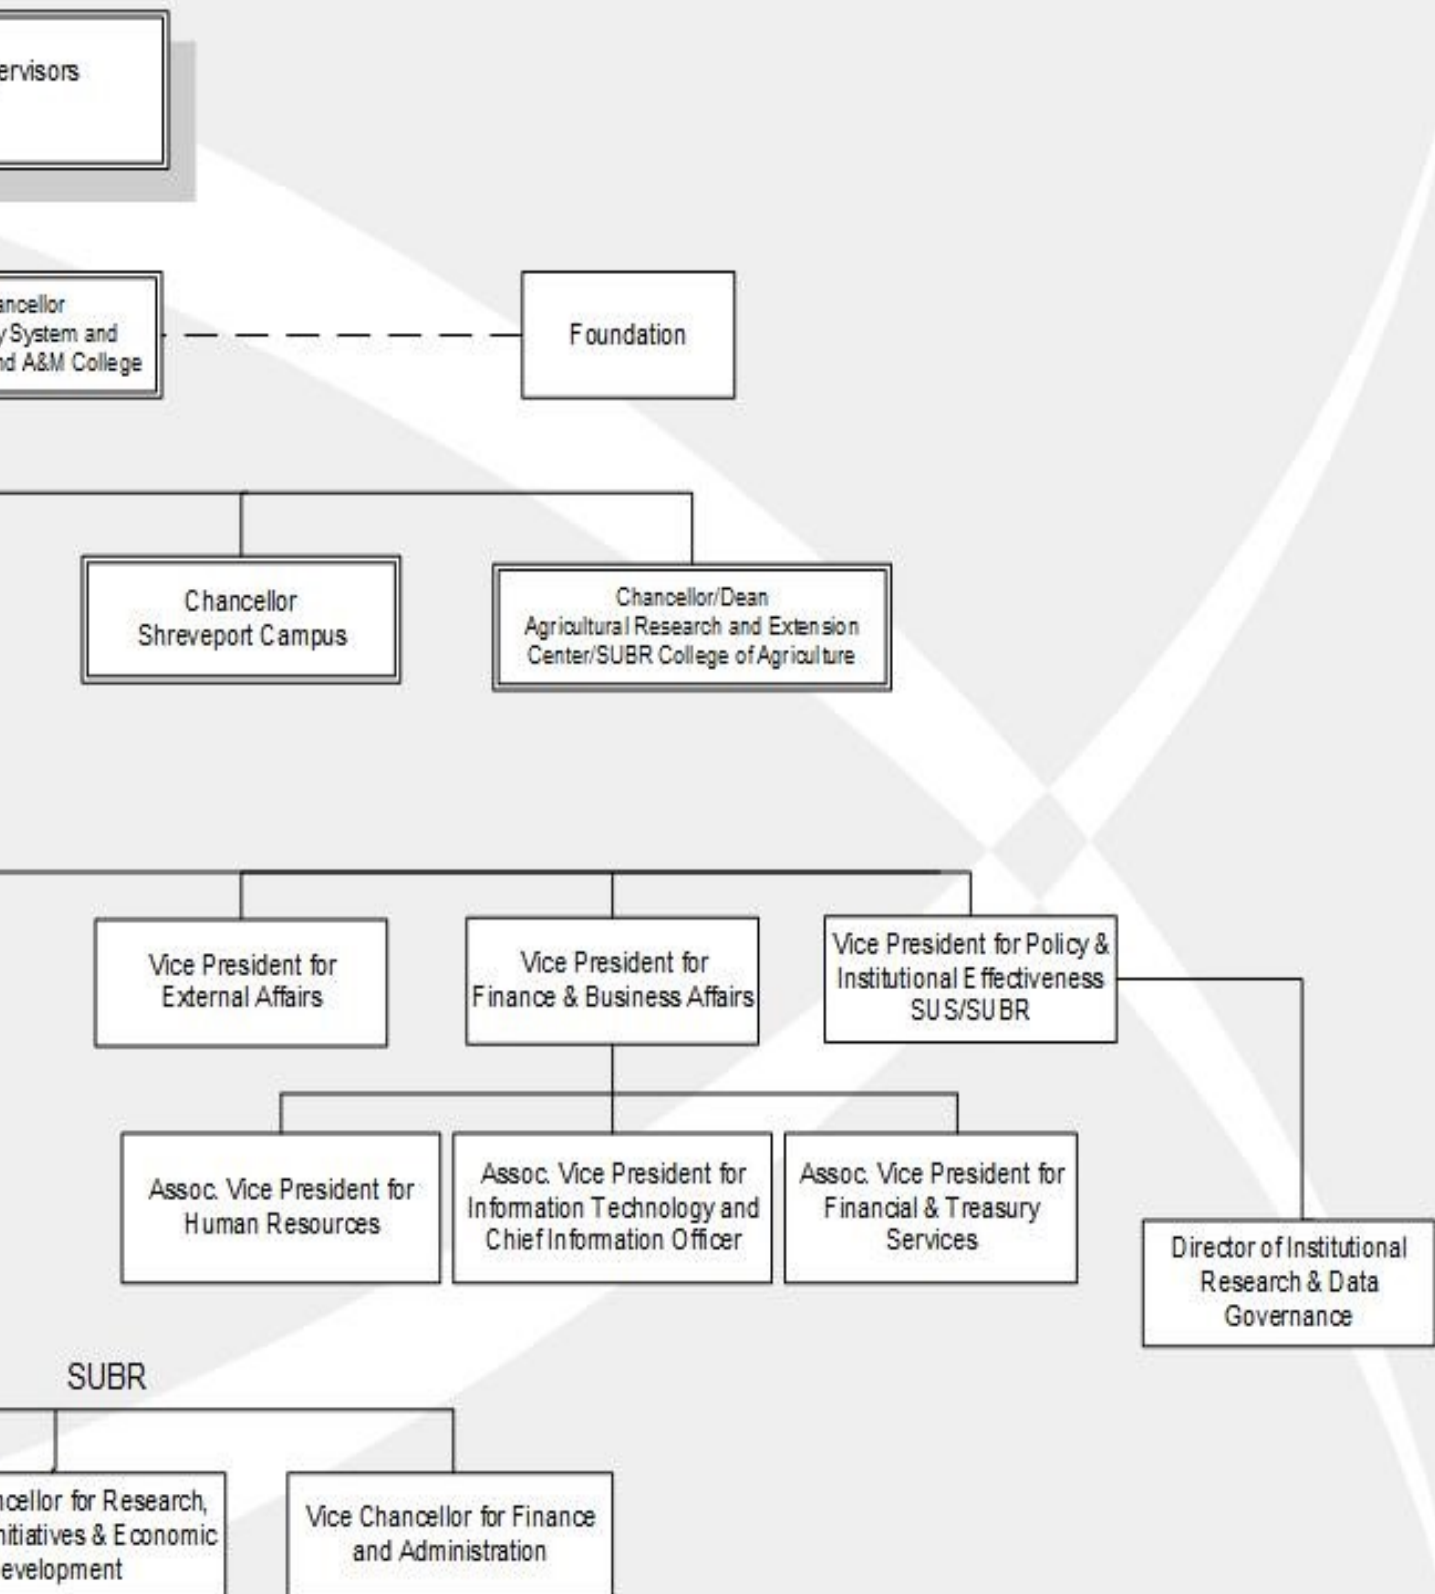 ervisors
ancellor
y System and
nd A&M College
Foundation
Chancellor
Shreveport Campus
Chancellor/Dean
Agricultural Research and Extension
Center/SUBR College of Agriculture
Vice President for
External Affairs
Vice President for
Finance & Business Affairs
Vice President for Policy &
Institutional Effectiveness
SUS/SUBR
Assoc. Vice President for
Human Resources
Assoc. Vice President for
Information Technology and
Chief Information Officer
Assoc. Vice President for
Financial & Treasury
Services
Director of Institutional
Research & Data
Governance
SUBR
ncellor for Research,
nitiatives & Economic
evelopment
Vice Chancellor for Finance
and Administration